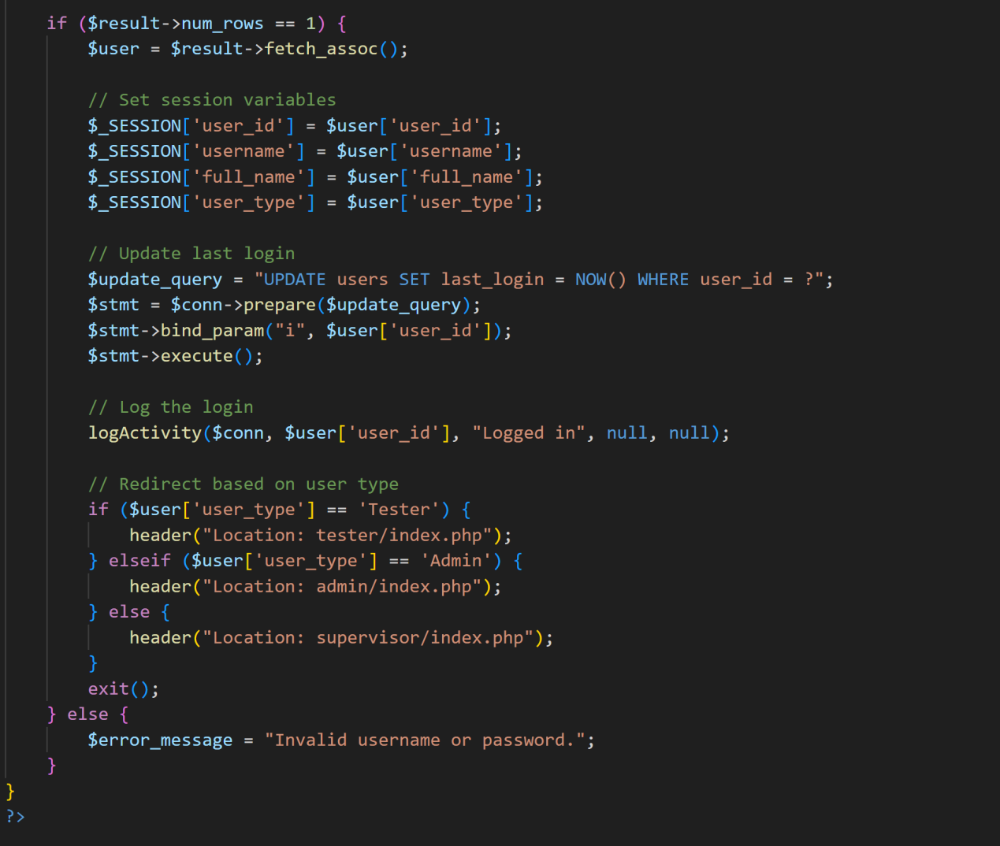 if ($result->num_rows == 1) {
$user = $result->fetch_assoc();
// Set session variables
$_SESSION['user_id'] = $user['user_id'];
$_SESSION['username'] = $user['username'];
$_SESSION['full_name'] = $user['full_name'];
$_SESSION['user_type'] = $user['user_type'];
// Update last login
$update_query = "UPDATE users SET last_login = NOW() WHERE user_id = ?";
$stmt = $conn->prepare($update_query);
$stmt->bind_param("i", $user['user_id']);
$stmt->execute();
// Log the login
logActivity($conn, $user['user_id'], "Logged in", null, null);
// Redirect based on user type
if ($user['user_type'] == 'Tester') {
header("Location: tester/index.php");
} elseif ($user['user_type'] == 'Admin') {
header("Location: admin/index.php");
} else {
header("Location: supervisor/index.php");
}
exit();
} else {
$error_message = "Invalid username or password.";
}
}
?>